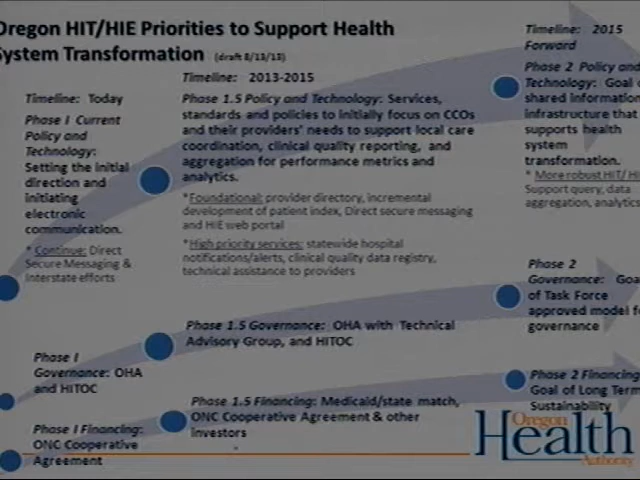 Oregon HIT/HIE Priorities to Support Health
System Transformation (draft 8/13/13)
Timeline: Today
Phase I Current
Policy and
Technology:
Setting the initial
direction and
initiating
electronic
communication.
* Continue: Direct
Secure Messaging &
Interstate efforts
Timeline: 2013-2015
Phase 1.5 Policy and Technology: Services,
standards and policies to initially focus on CCOs
and their providers' needs to support local care
coordination, clinical quality reporting, and
aggregation for performance metrics and
analytics.
*Foundational: provider directory, incremental
development of patient index, Direct secure messaging
and HIE web portal
*High priority services: statewide hospital
notifications/alerts, clinical quality data registry,
technical assistance to providers
Timeline: 2015
Forward
Phase 2 Policy and
Technology: Goal
shared information
infrastructure that
supports health
system
transformation.
* More robust HIT/
Support query, data
aggregation, analytics
Phase I
Governance: OHA
and HITOC
Phase 1.5 Governance: OHA with Technical
Advisory Group, and HITOC
Phase 2
Governance: Goal
of Task Force
approved model
governance
Phase I Financing:
ONC Cooperative
Agreement
Phase 1.5 Financing: Medicaid/state match,
ONC Cooperative Agreement & other
investors
Phase 2 Financing
Goal of Long Term
Sustainability
Oregon
Health
Authority